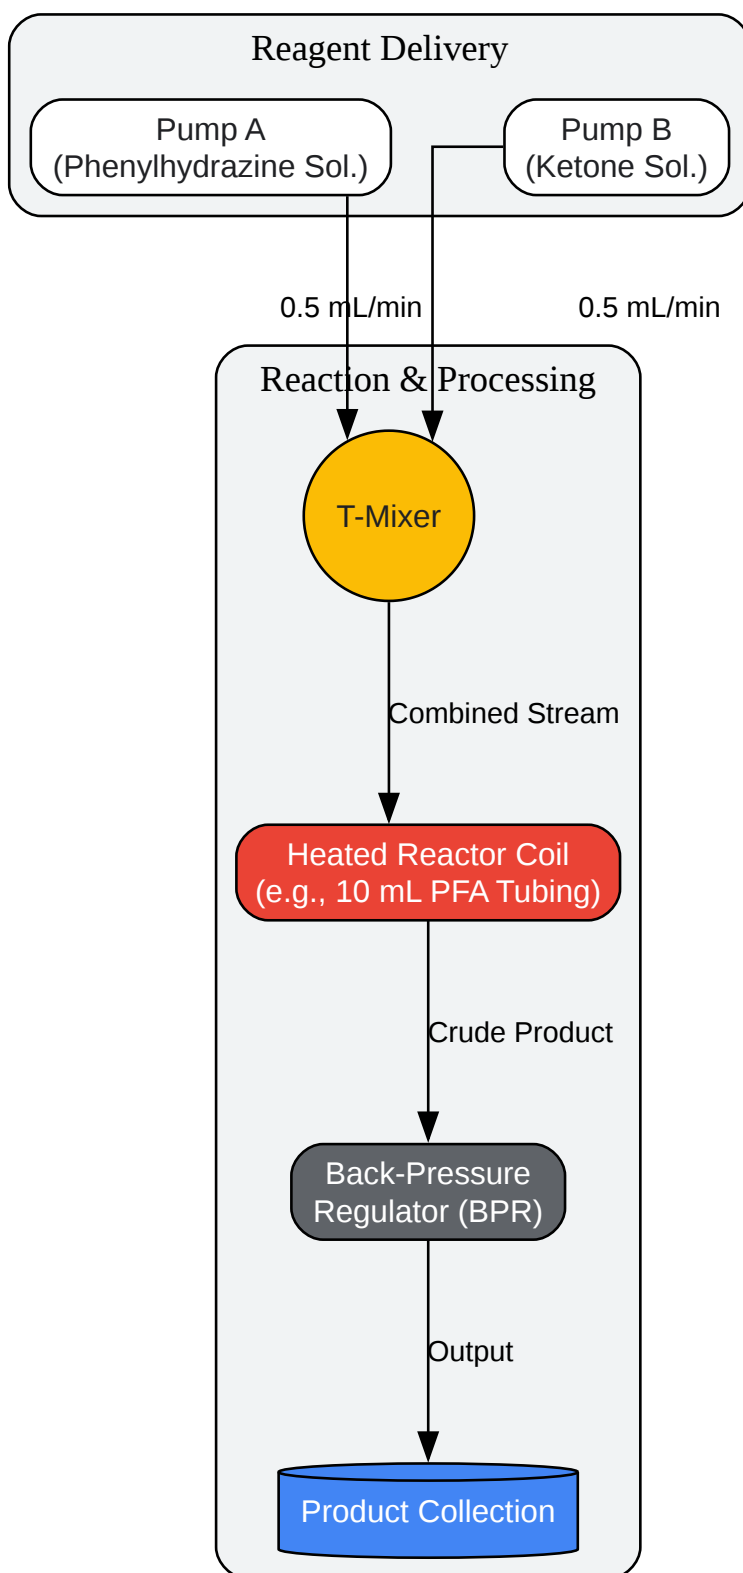 Reagent Delivery
Pump A
(Phenylhydrazine Sol.)
Pump B
(Ketone Sol.)
0.5 mL/min
0.5 mL/min
Reaction & Processing
T-Mixer
Combined Stream
Heated Reactor Coil
(e.g., 10 mL PFA Tubing)
Crude Product
Back-Pressure
Regulator (BPR)
Output
Product Collection